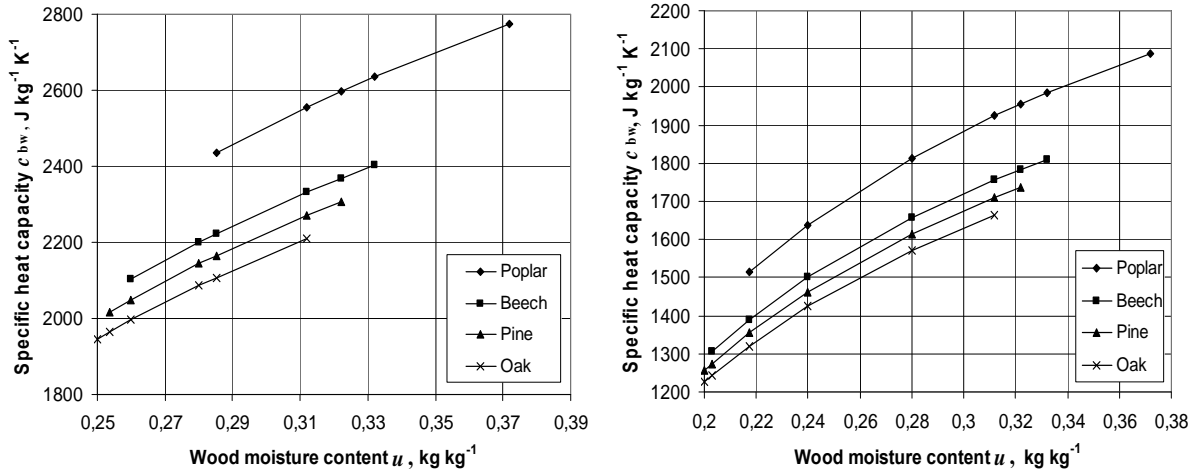 Specific heat capacity c bw, J kg-1 K-1
2800
2600
2400
2200
2000
1800
0,25 0,27 0,29 0,31 0,33 0,35 0,37 0,39
Wood moisture content u , kg kg-1
Poplar
Beech
Pine
Oak
Specific heat capacity c bw, J kg-1 K-1
2200
2100
2000
1900
1800
1700
1600
1500
1400
1300
1200
0,2 0,22 0,24 0,26 0,28 0,3 0,32 0,34 0,36 0,38
Wood moisture content u , kg kg-1
Poplar
Beech
Pine
Oak